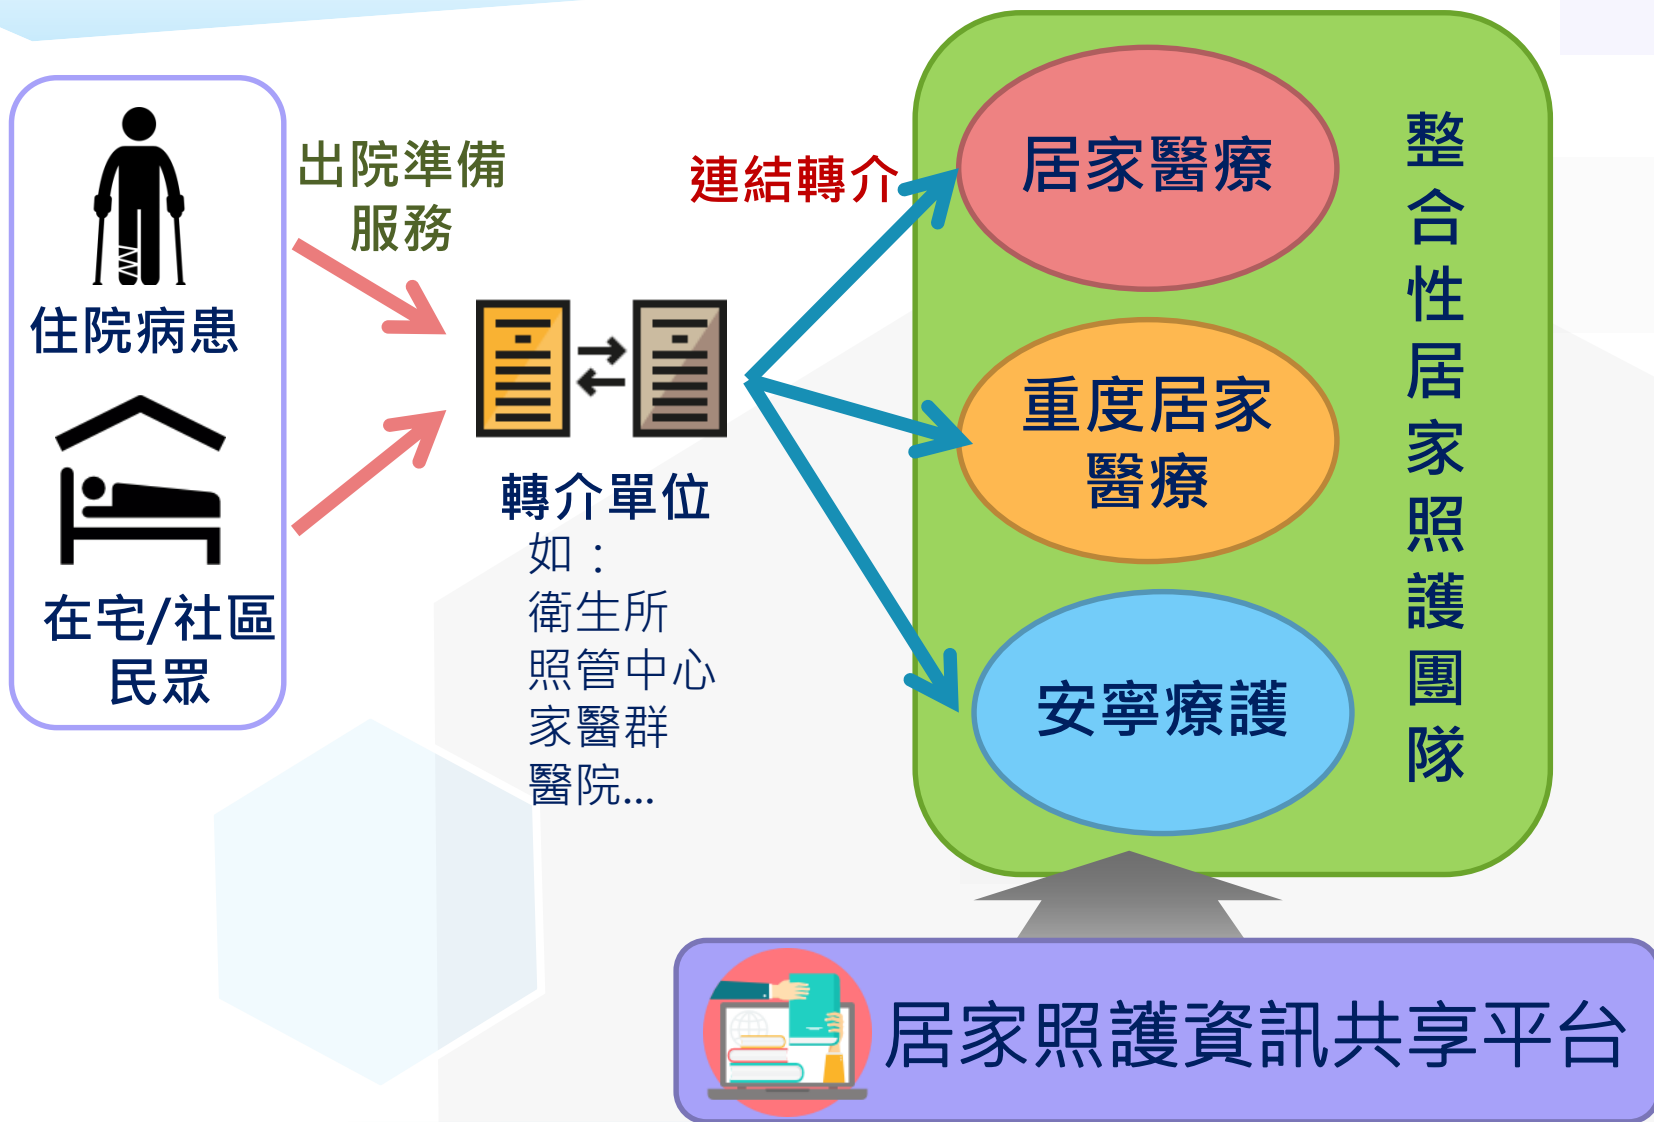 住院病患
在宅/社區
民眾
出院準備
服務
轉介單位
如：
衛生所
照管中心
家醫群
醫院...
連結轉介
居家醫療
重度居家
醫療
安寧療護
整合性居家照護團隊
居家照護資訊共享平台